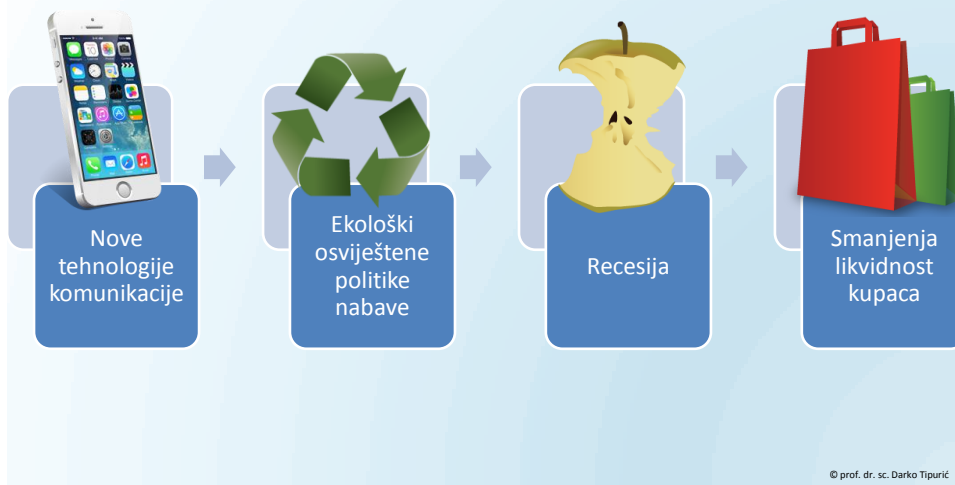 Nove
tehnologije
komunikacije
Ekološki
osviještene
politike
nabave
Recesija
Smanjenja
likvidnost
kupaca
© prof. dr. sc. Darko Tipurić